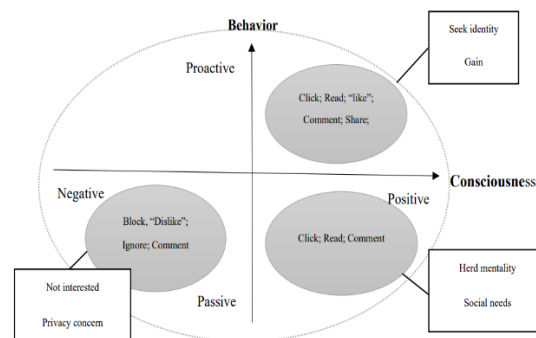 Behavior
Seek identity
Gain
Proactive
Click; Read; “like”;
Comment; Share;
Negative
Positive
Consciousness
Block, “Dislike”;
Ignore; Comment
Click; Read; Comment
Not interested
Privacy concern
Passive
Herd mentality
Social needs